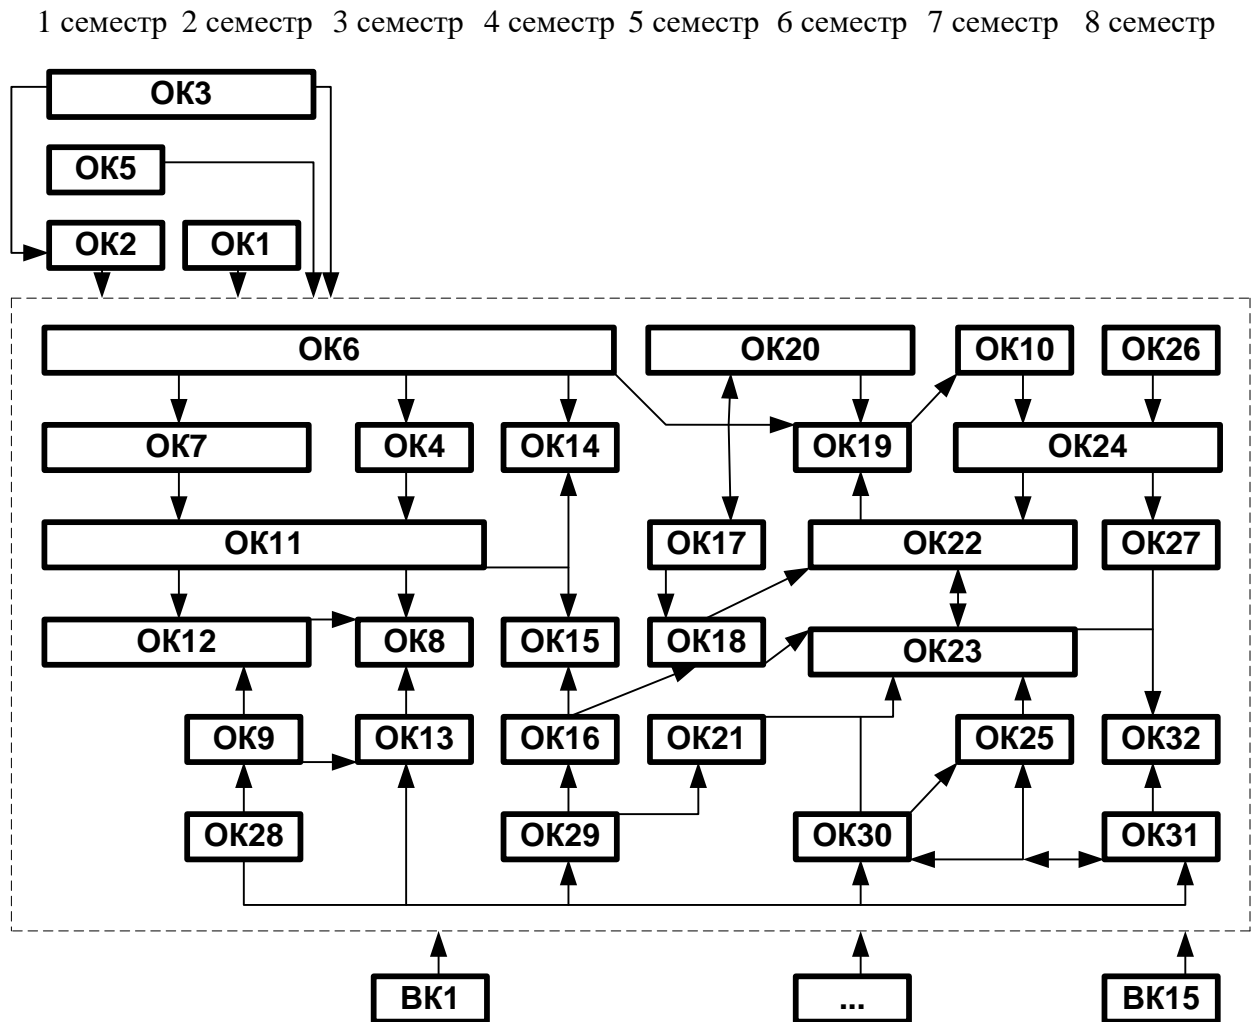 1 семестр 2 семестр 3 семестр 4 семестр 5 семестр 6 семестр 7 семестр 8 семестр
ОК3
ОК5
ОК2 ОК1
ОК6 ОК20 ОК10 ОК26
ОК7 ОК4 ОК14 ОК19 ОК24
ОК11 ОК17 ОК22 ОК27
ОК12 ОК8 ОК15 ОК18 ОК23
ОК9 ОК13 ОК16 ОК21 ОК25 ОК32
ОК28 ОК29 ОК30 ОК31
ВК1 ... ВК15